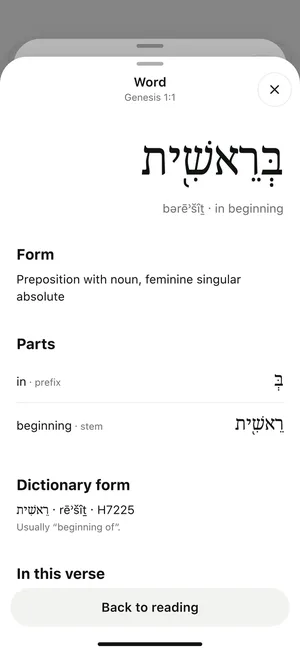 Word
Genesis 1:1
בְּרֵאשִׁ֖ית
bərēʾšîṯ · in beginning
Form
Preposition with noun, feminine singular
absolute
Parts
in · prefix
בְּ
beginning · stem
רֵאשִׁ֖ית
Dictionary form
רֵאשִׁית · rēʾšîṯ · H7225
Usually “beginning of”.
In this verse
Back to reading